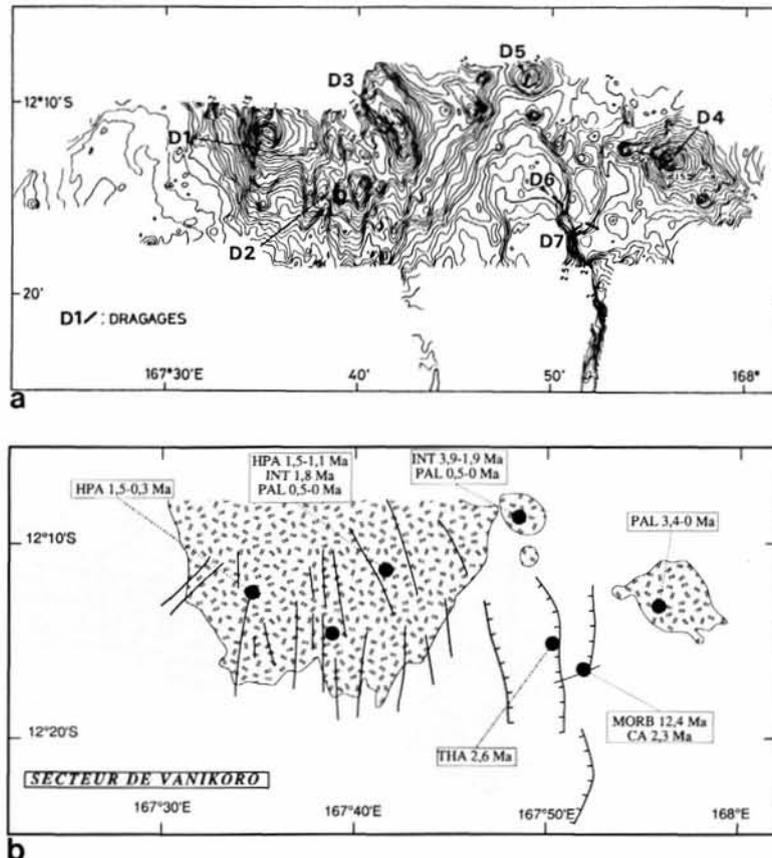 D5
D3
12°10'S
D4
D1
D6
D2
D7
20'
D1/ : DRAGAGES
167°30'E
40'
50'
168°
a
HPA 1,5-1,1 Ma
INT 1,8 Ma
PAL 0,5-0 Ma
INT 3,9-1,9 Ma
PAL 0,5-0 Ma
HPA 1,5-0,3 Ma
PAL 3,4-0 Ma
12°10'S
12°20'S
MORB 12,4 Ma
CA 2,3 Ma
THA 2,6 Ma
SECTEUR DE VANIKORO
167°30'E
167°40'E
167°50'E
168°E
b